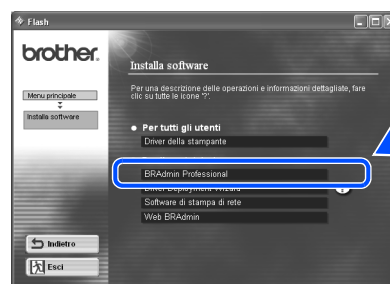 Flash
brother.
Menu principale
Installa software
Installa software
Per una descrizione delle operazioni e informazioni dettagliate, fare
clic su tutte le icone '?'.
Per tutti gli utenti
Driver della stampante
BRAdmin Professional
Driver Deployment Wizard
Software di stampa di rete
Web BRAdmin
Indietro
Esci